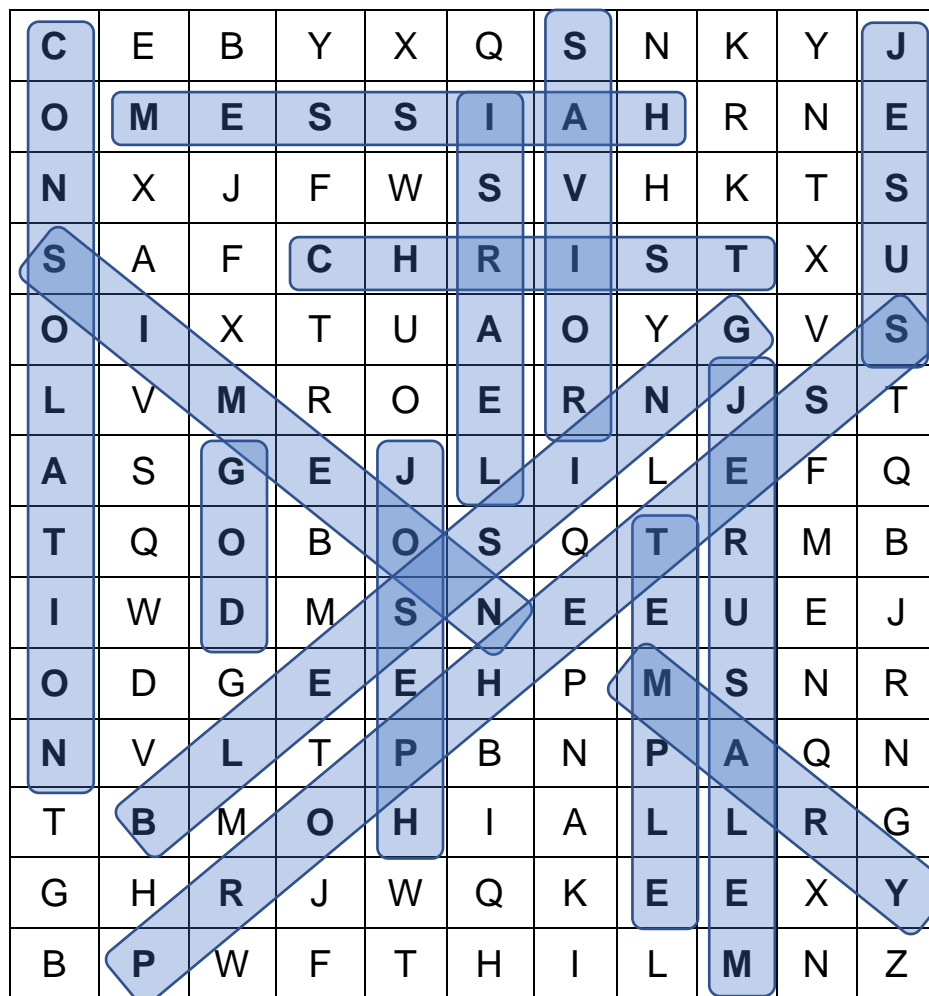 C E B Y X Q S N K Y J
O M E S S I A H R N E
N X J F W S V H K T S
S A F C H R I S T X U
O I X T U A O Y G V S
L V M R O E R N J S T
A S G E J L I L E F Q
T Q O B O S Q T R M B
I W D M S N E E U E J
O D G E E H P M S N R
N V L T P B N P A Q N
T B M O H I A L L R G
G H R J W Q K E E X Y
B P W F T H I L M N Z